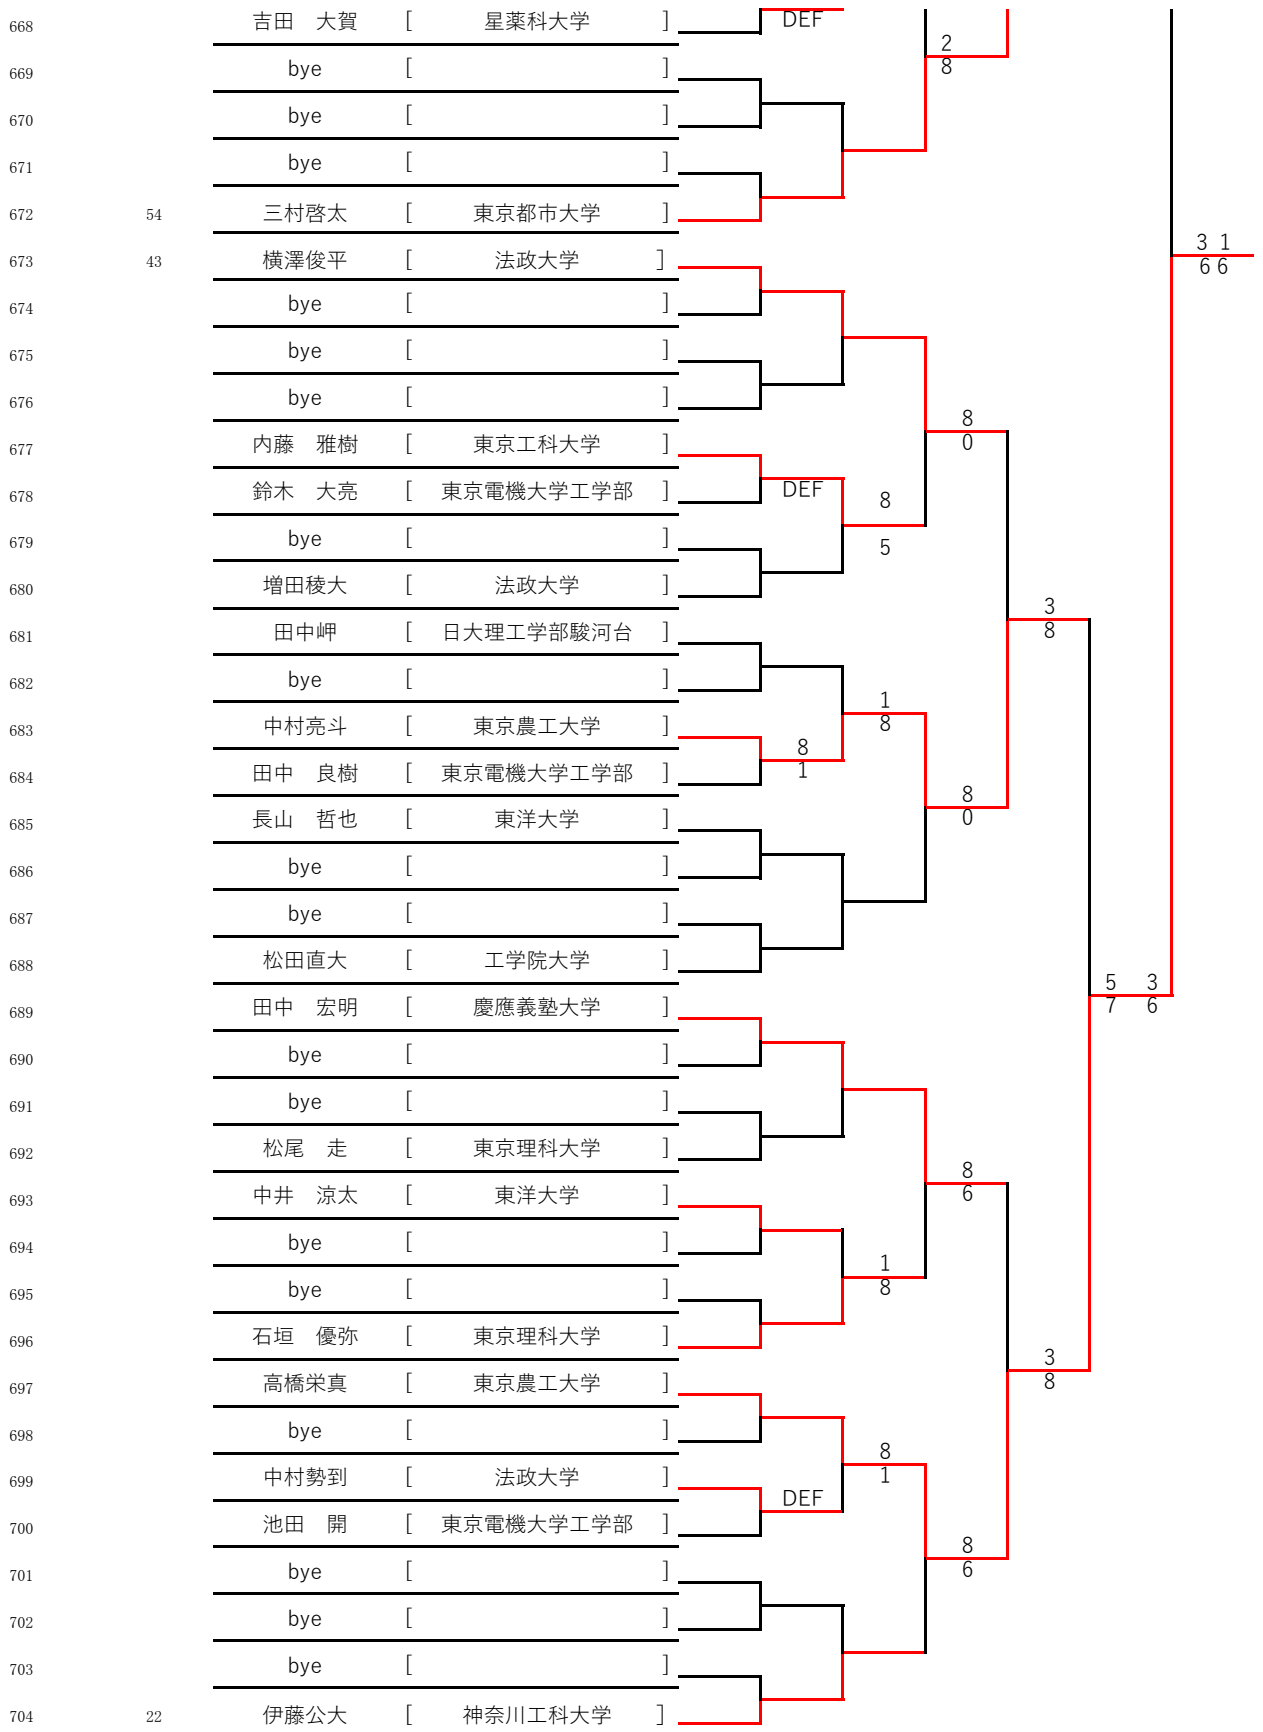 668 吉田　大賀 [ 星薬科大学 ] DEF
2
8
669 bye [ ]
670 bye [ ]
671 bye [ ]
672 54 三村啓太 [ 東京都市大学 ]
673 43 横澤俊平 [ 法政大学 ]
3 1
6 6
674 bye [ ]
675 bye [ ]
676 bye [ ]
8
0
677 内藤　雅樹 [ 東京工科大学 ]
678 鈴木　大亮 [ 東京電機大学工学部 ] DEF
8
5
679 bye [ ]
680 増田稜大 [ 法政大学 ]
3
8
681 田中岬 [ 日大理工学部駿河台 ]
682 bye [ ]
1
8
683 中村亮斗 [ 東京農工大学 ]
8
1
684 田中　良樹 [ 東京電機大学工学部 ]
8
0
685 長山　哲也 [ 東洋大学 ]
686 bye [ ]
687 bye [ ]
688 松田直大 [ 工学院大学 ]
5 3
7 6
689 田中　宏明 [ 慶應義塾大学 ]
690 bye [ ]
691 bye [ ]
692 松尾　走 [ 東京理科大学 ]
8
6
693 中井　涼太 [ 東洋大学 ]
694 bye [ ]
1
8
695 bye [ ]
696 石垣　優弥 [ 東京理科大学 ]
3
8
697 高橋栄真 [ 東京農工大学 ]
698 bye [ ]
8
1
699 中村勢到 [ 法政大学 ]
DEF
700 池田　開 [ 東京電機大学工学部 ]
8
6
701 bye [ ]
702 bye [ ]
703 bye [ ]
704 22 伊藤公大 [ 神奈川工科大学 ]